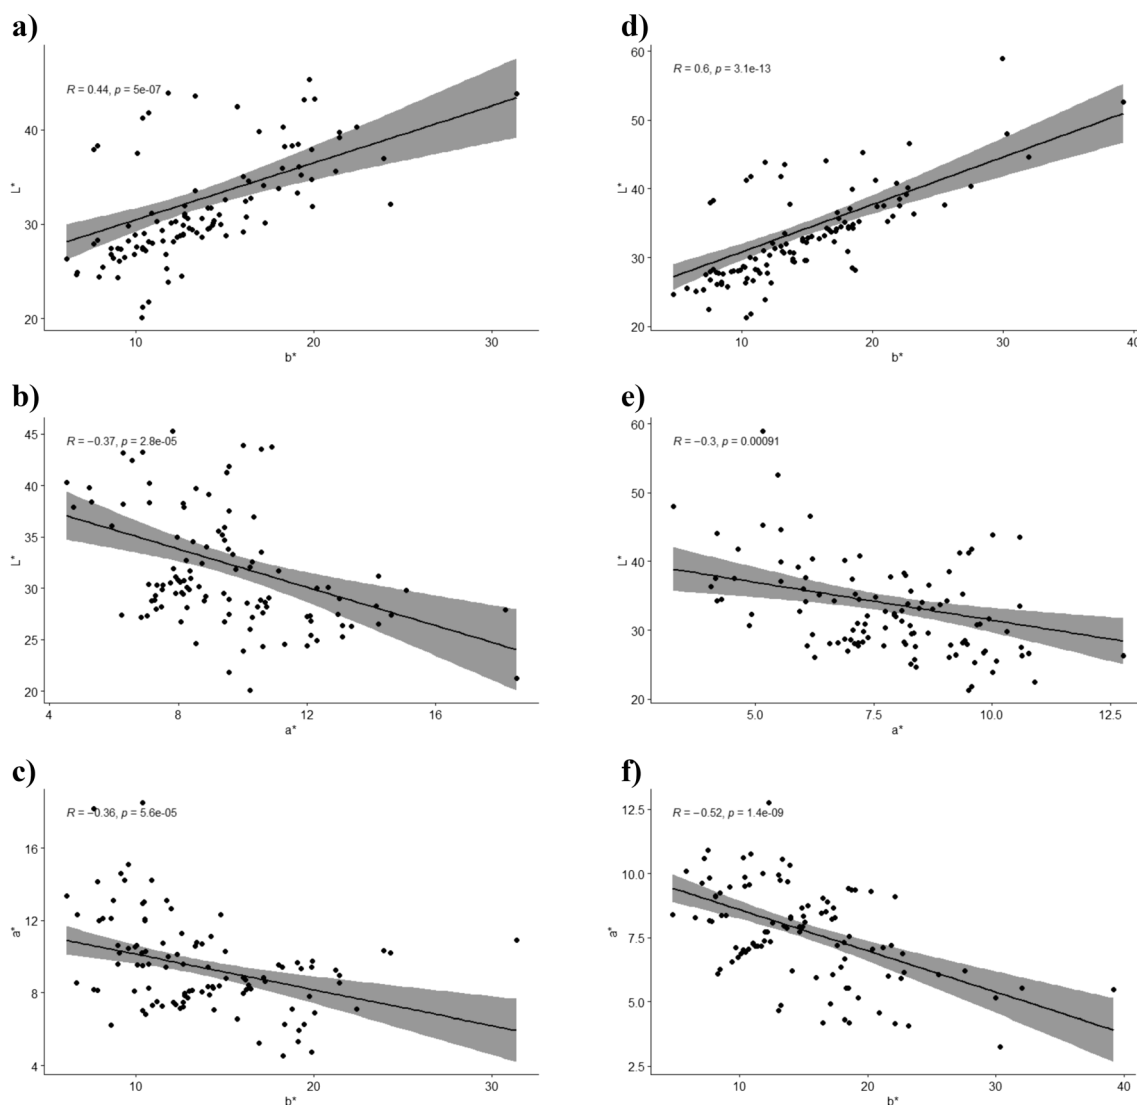 a)
R = 0.44, p = 5e-07
L*
40
30
20
10
20
30
b*
d)
R = 0.6, p = 3.1e-13
L*
60
50
40
30
20
10
20
30
40
b*
b)
R = −0.37, p = 2.8e-05
L*
45
40
35
30
25
20
4
8
12
16
a*
e)
R = −0.3, p = 0.00091
L*
60
50
40
30
20
5.0
7.5
10.0
12.5
a*
c)
R = −0.36, p = 5.6e-05
a*
16
12
8
4
10
20
30
b*
f)
R = −0.52, p = 1.4e-09
a*
12.5
10.0
7.5
5.0
2.5
10
20
30
40
b*